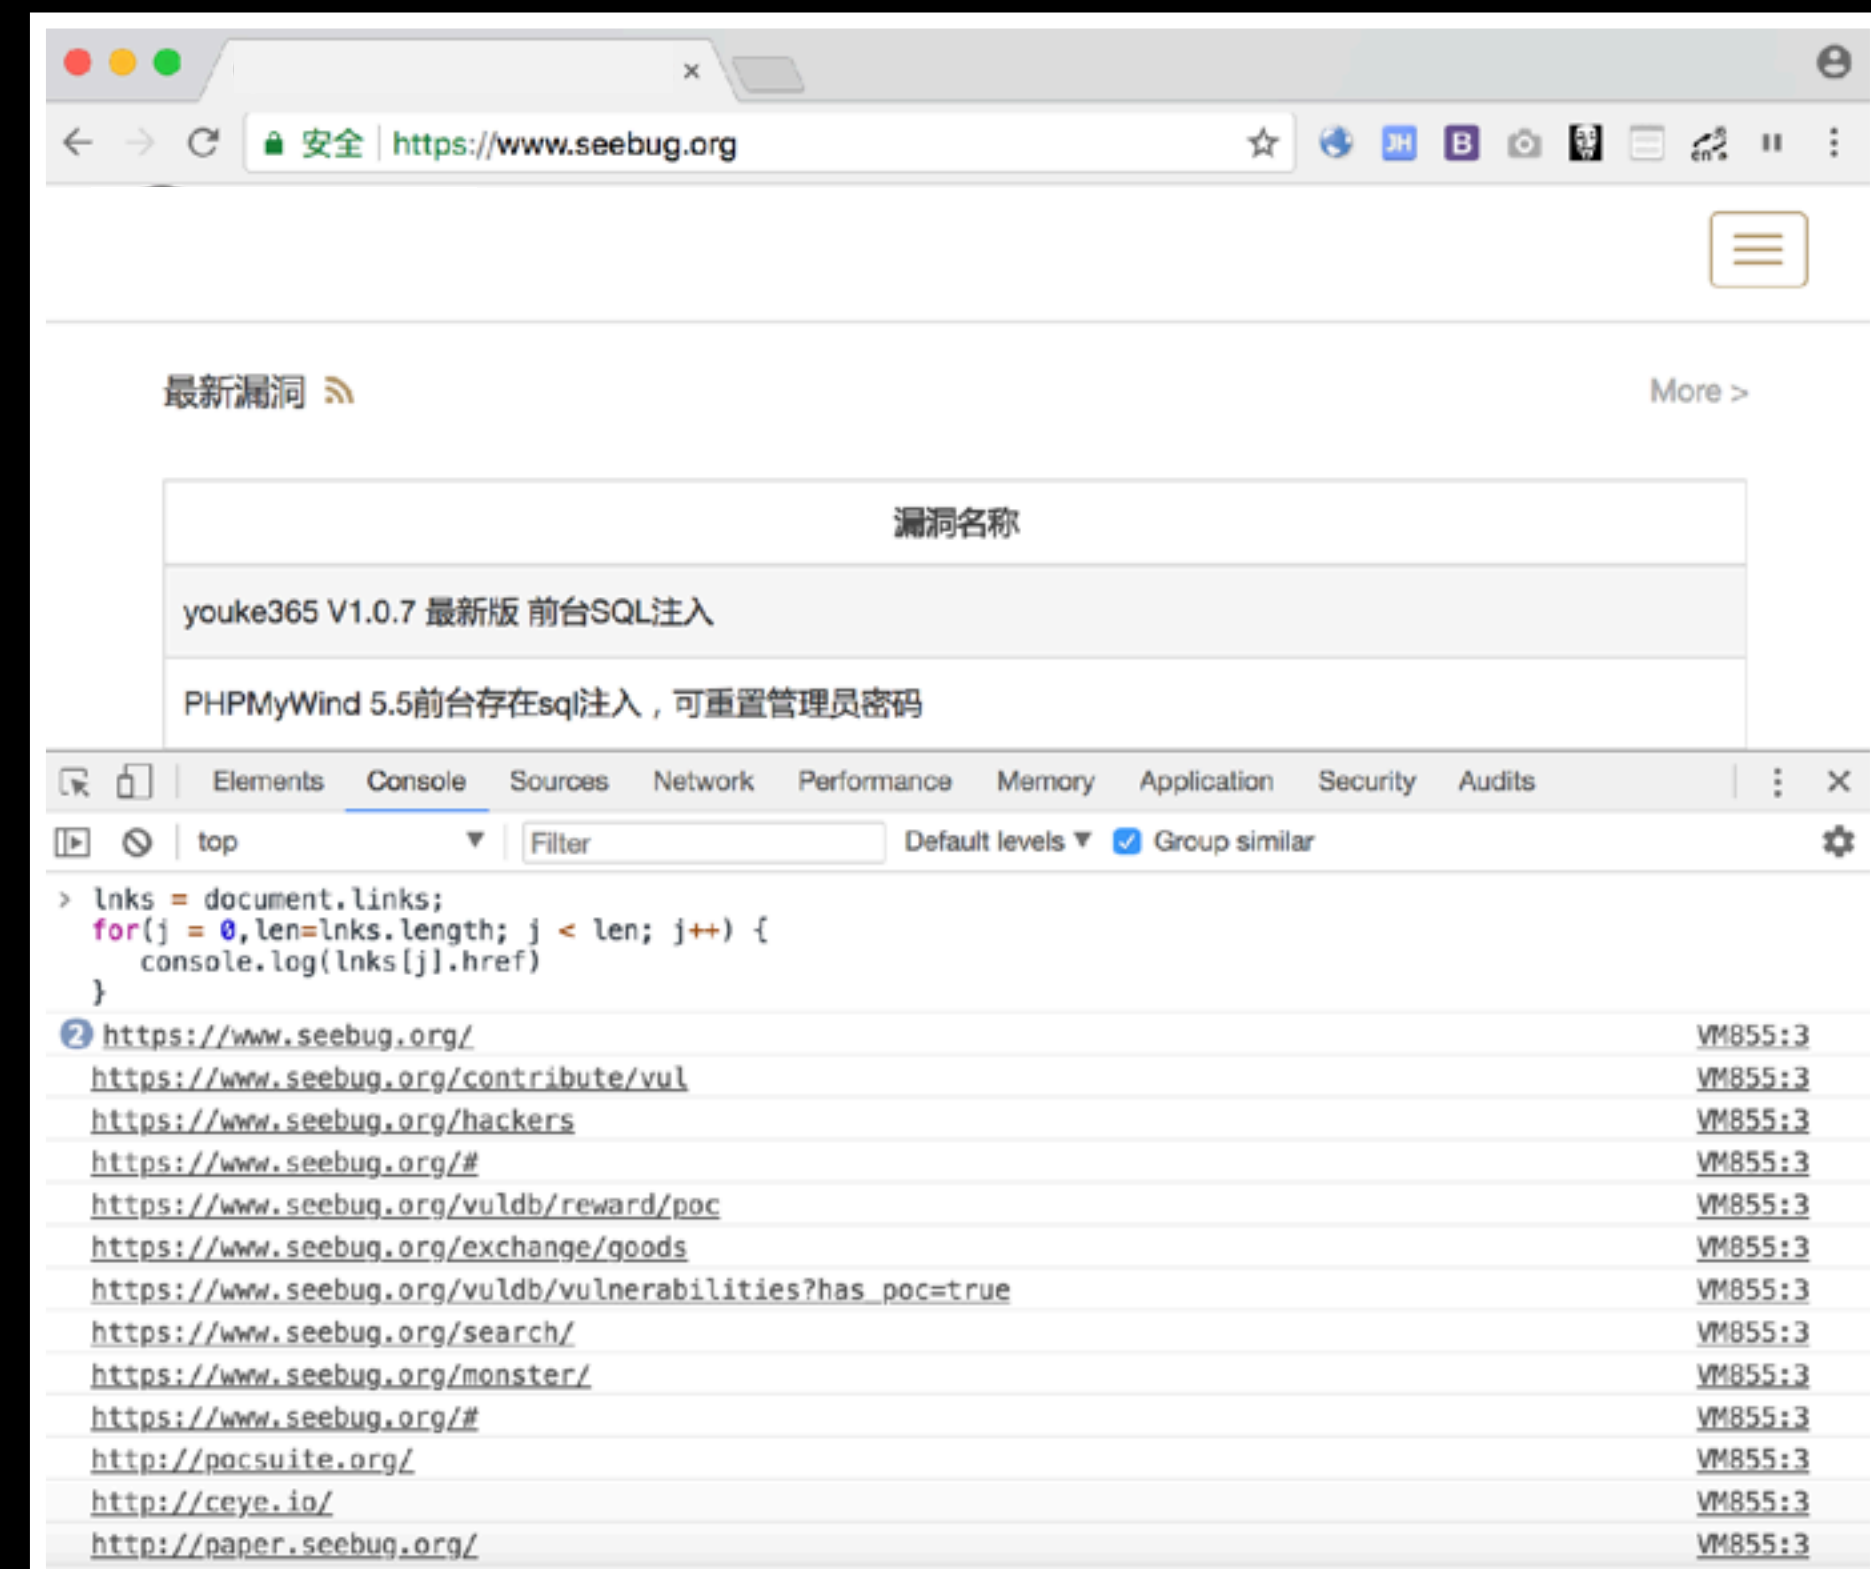 安全 https://www.seebug.org
最新漏洞 More >
漏洞名称
youke365 V1.0.7 最新版 前台SQL注入
PHPMyWind 5.5前台存在sql注入，可重置管理员密码
Elements Console Sources Network Performance Memory Application Security Audits
top Filter Default levels Group similar
> lnks = document.links;
for(j = 0,len=lnks.length; j < len; j++) {
console.log(lnks[j].href)
}
2 https://www.seebug.org/ VM855:3
https://www.seebug.org/contribute/vul VM855:3
https://www.seebug.org/hackers VM855:3
https://www.seebug.org/# VM855:3
https://www.seebug.org/vuldb/reward/poc VM855:3
https://www.seebug.org/exchange/goods VM855:3
https://www.seebug.org/vuldb/vulnerabilities?has_poc=true VM855:3
https://www.seebug.org/search/ VM855:3
https://www.seebug.org/monster/ VM855:3
https://www.seebug.org/# VM855:3
http://pocsuite.org/ VM855:3
http://ceye.io/ VM855:3
http://paper.seebug.org/ VM855:3